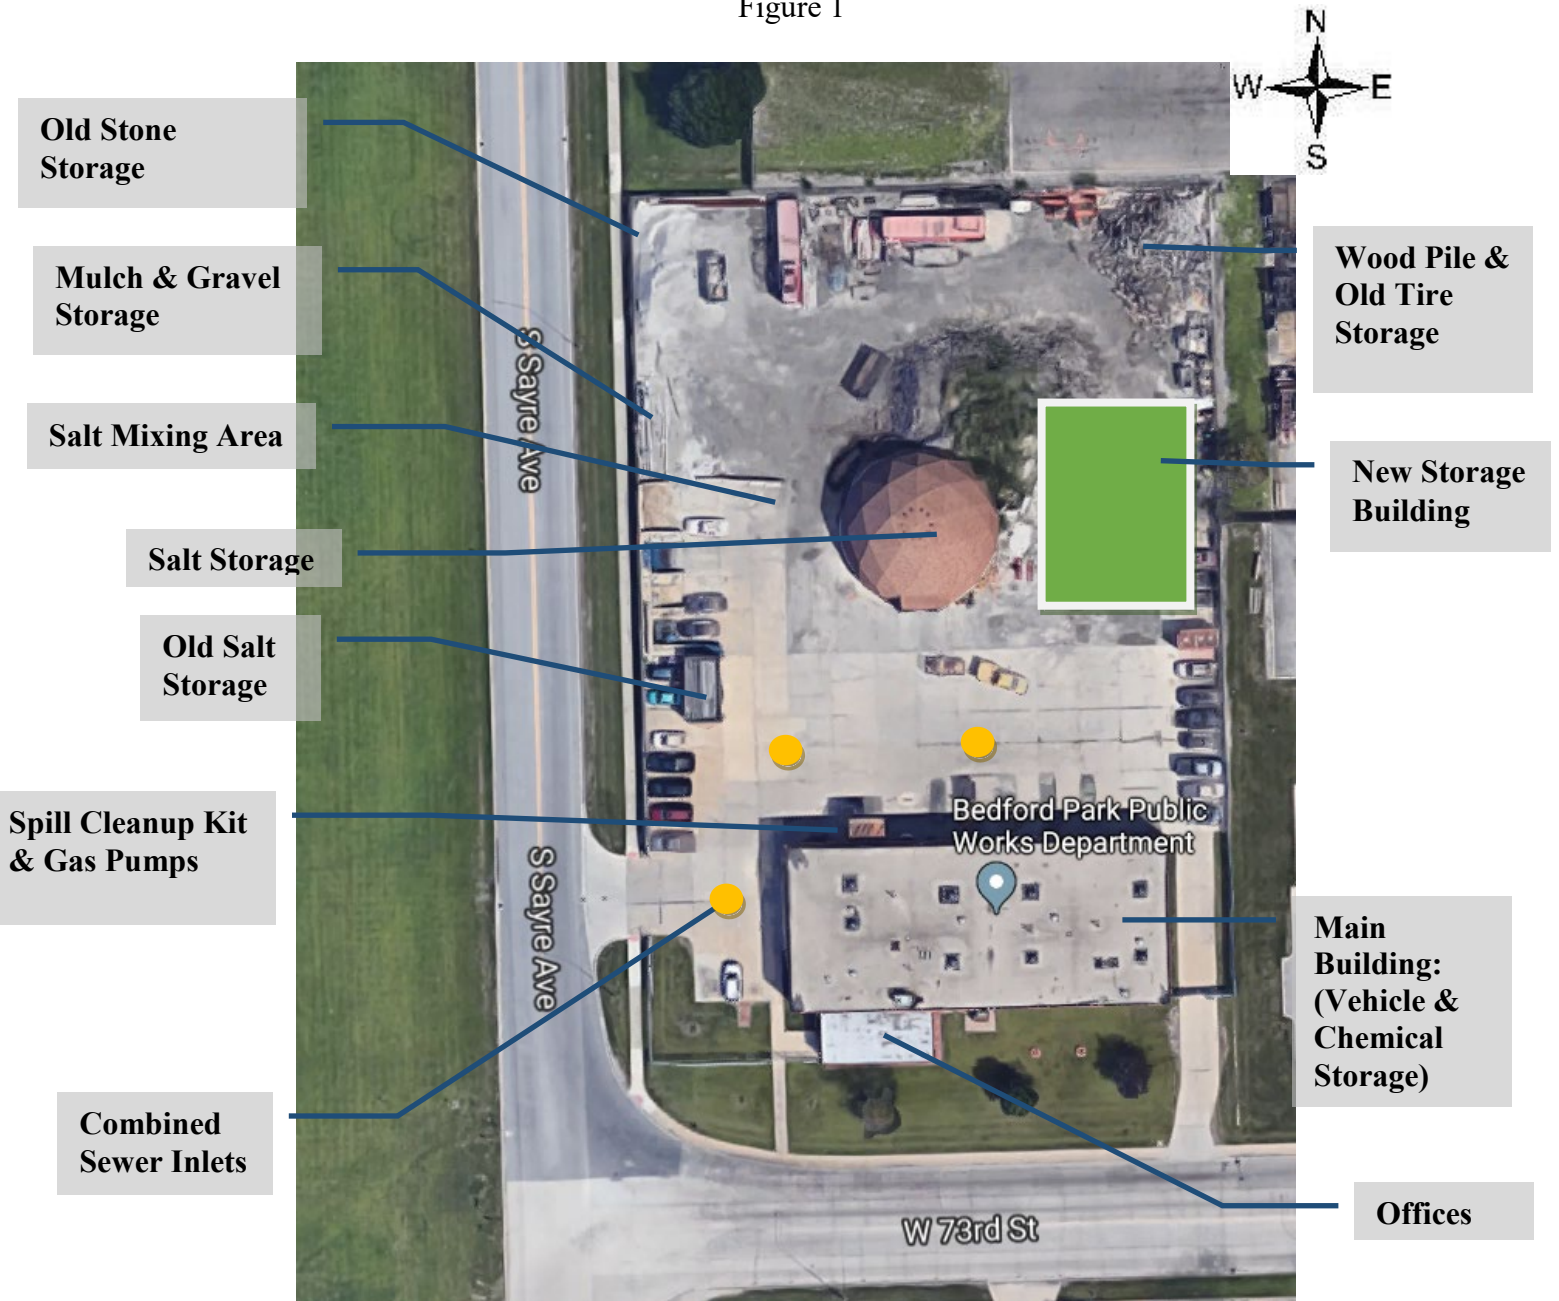 Figure 1
N
W E
S
Old Stone
Storage
Mulch & Gravel
Storage
Salt Mixing Area
Salt Storage
Old Salt
Storage
Spill Cleanup Kit
& Gas Pumps
Combined
Sewer Inlets
Wood Pile &
Old Tire
Storage
New Storage
Building
Main
Building:
(Vehicle &
Chemical
Storage)
Offices
S Sayre Ave
S Sayre Ave
Bedford Park Public
Works Department
W 73rd St